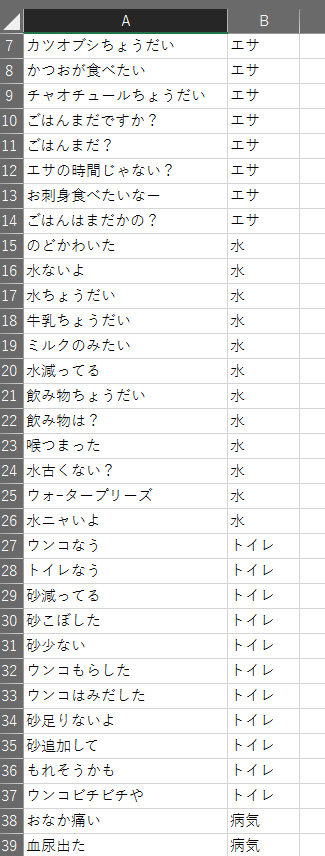 A B
7 カツオブシちょうだい エサ
8 かつおが食べたい エサ
9 チャオチュールちょうだい エサ
10 ごはんまだですか？ エサ
11 ごはんまだ？ エサ
12 エサの時間じゃない？ エサ
13 お刺身食べたいなー エサ
14 ごはんはまだかの？ エサ
15 のどかわいた 水
16 水ないよ 水
17 水ちょうだい 水
18 牛乳ちょうだい 水
19 ミルクのみたい 水
20 水減ってる 水
21 飲み物ちょうだい 水
22 飲み物は？ 水
23 喉つまった 水
24 水古くない？ 水
25 ウォータープリーズ 水
26 水ニャいよ 水
27 ウンコなう トイレ
28 トイレなう トイレ
29 砂減ってる トイレ
30 砂こぼした トイレ
31 砂少ない トイレ
32 ウンコもらした トイレ
33 ウンコはみだした トイレ
34 砂足りないよ トイレ
35 砂追加して トイレ
36 もれそうかも トイレ
37 ウンコビチビチや トイレ
38 おなか痛い 病気
39 血尿出た 病気